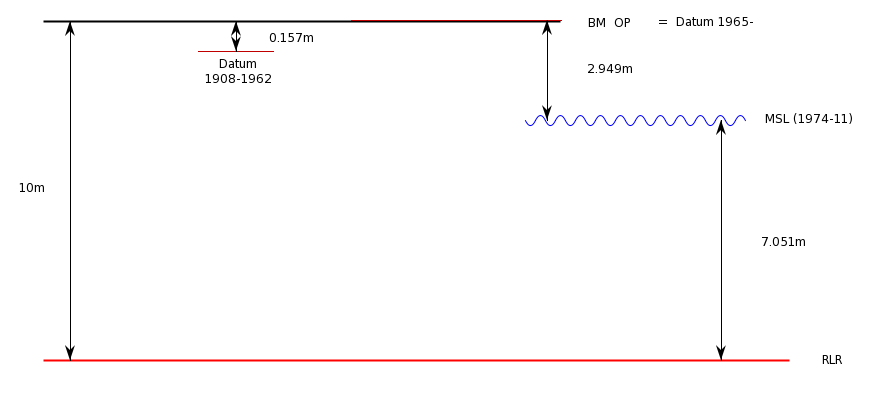 BM OP = Datum 1965-
0.157m
Datum
1908-1962
2.949m
MSL (1974-11)
10m
7.051m
RLR